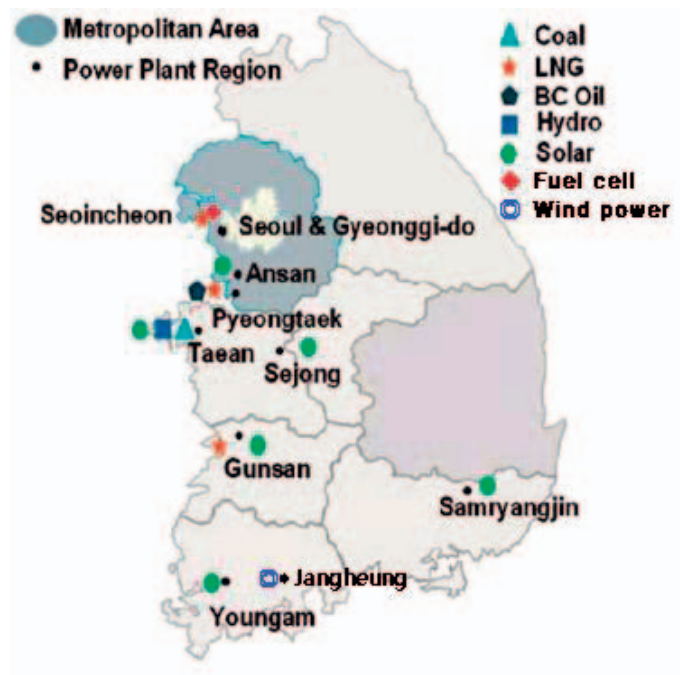 Metropolitan Area
Power Plant Region
Coal
LNG
BC Oil
Hydro
Solar
Fuel cell
Wind power
Seoincheon
Seoul & Gyeonggi-do
Ansan
Pyeongtaek
Taean
Sejong
Gunsan
Samryangjin
Jangheung
Youngam